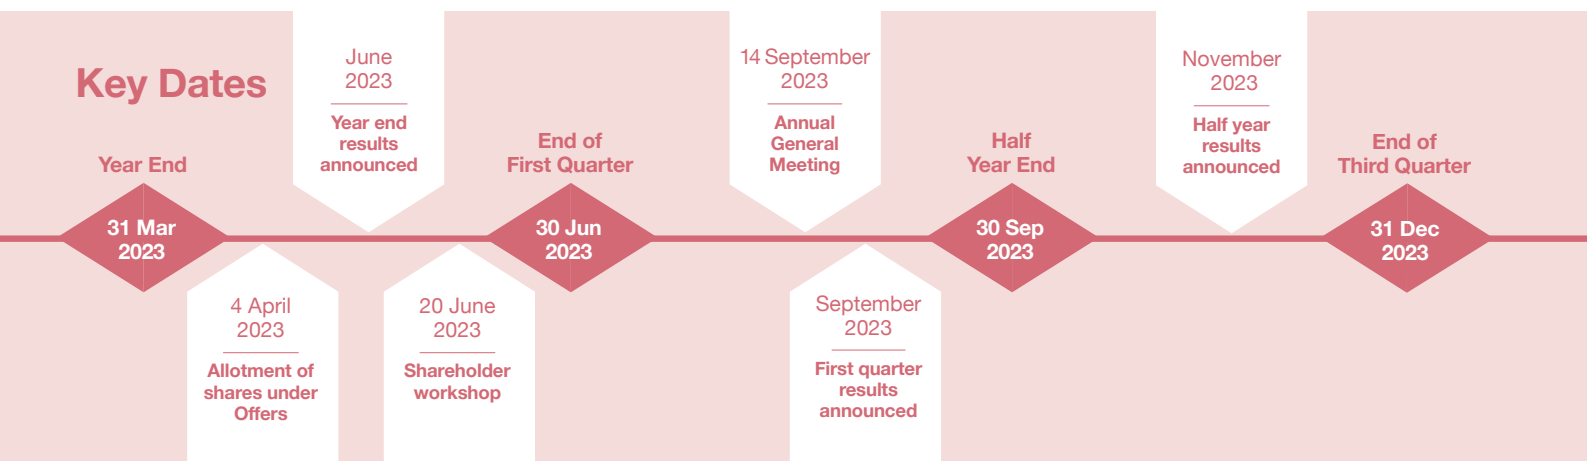 Key Dates
Year End
31 Mar
2023
4 April
2023
Allotment of
shares under
Offers
June
2023
Year end
results
announced
20 June
2023
Shareholder
workshop
End of
First Quarter
30 Jun
2023
14 September
2023
Annual
General
Meeting
September
2023
First quarter
results
announced
Half
Year End
30 Sep
2023
November
2023
Half year
results
announced
End of
Third Quarter
31 Dec
2023